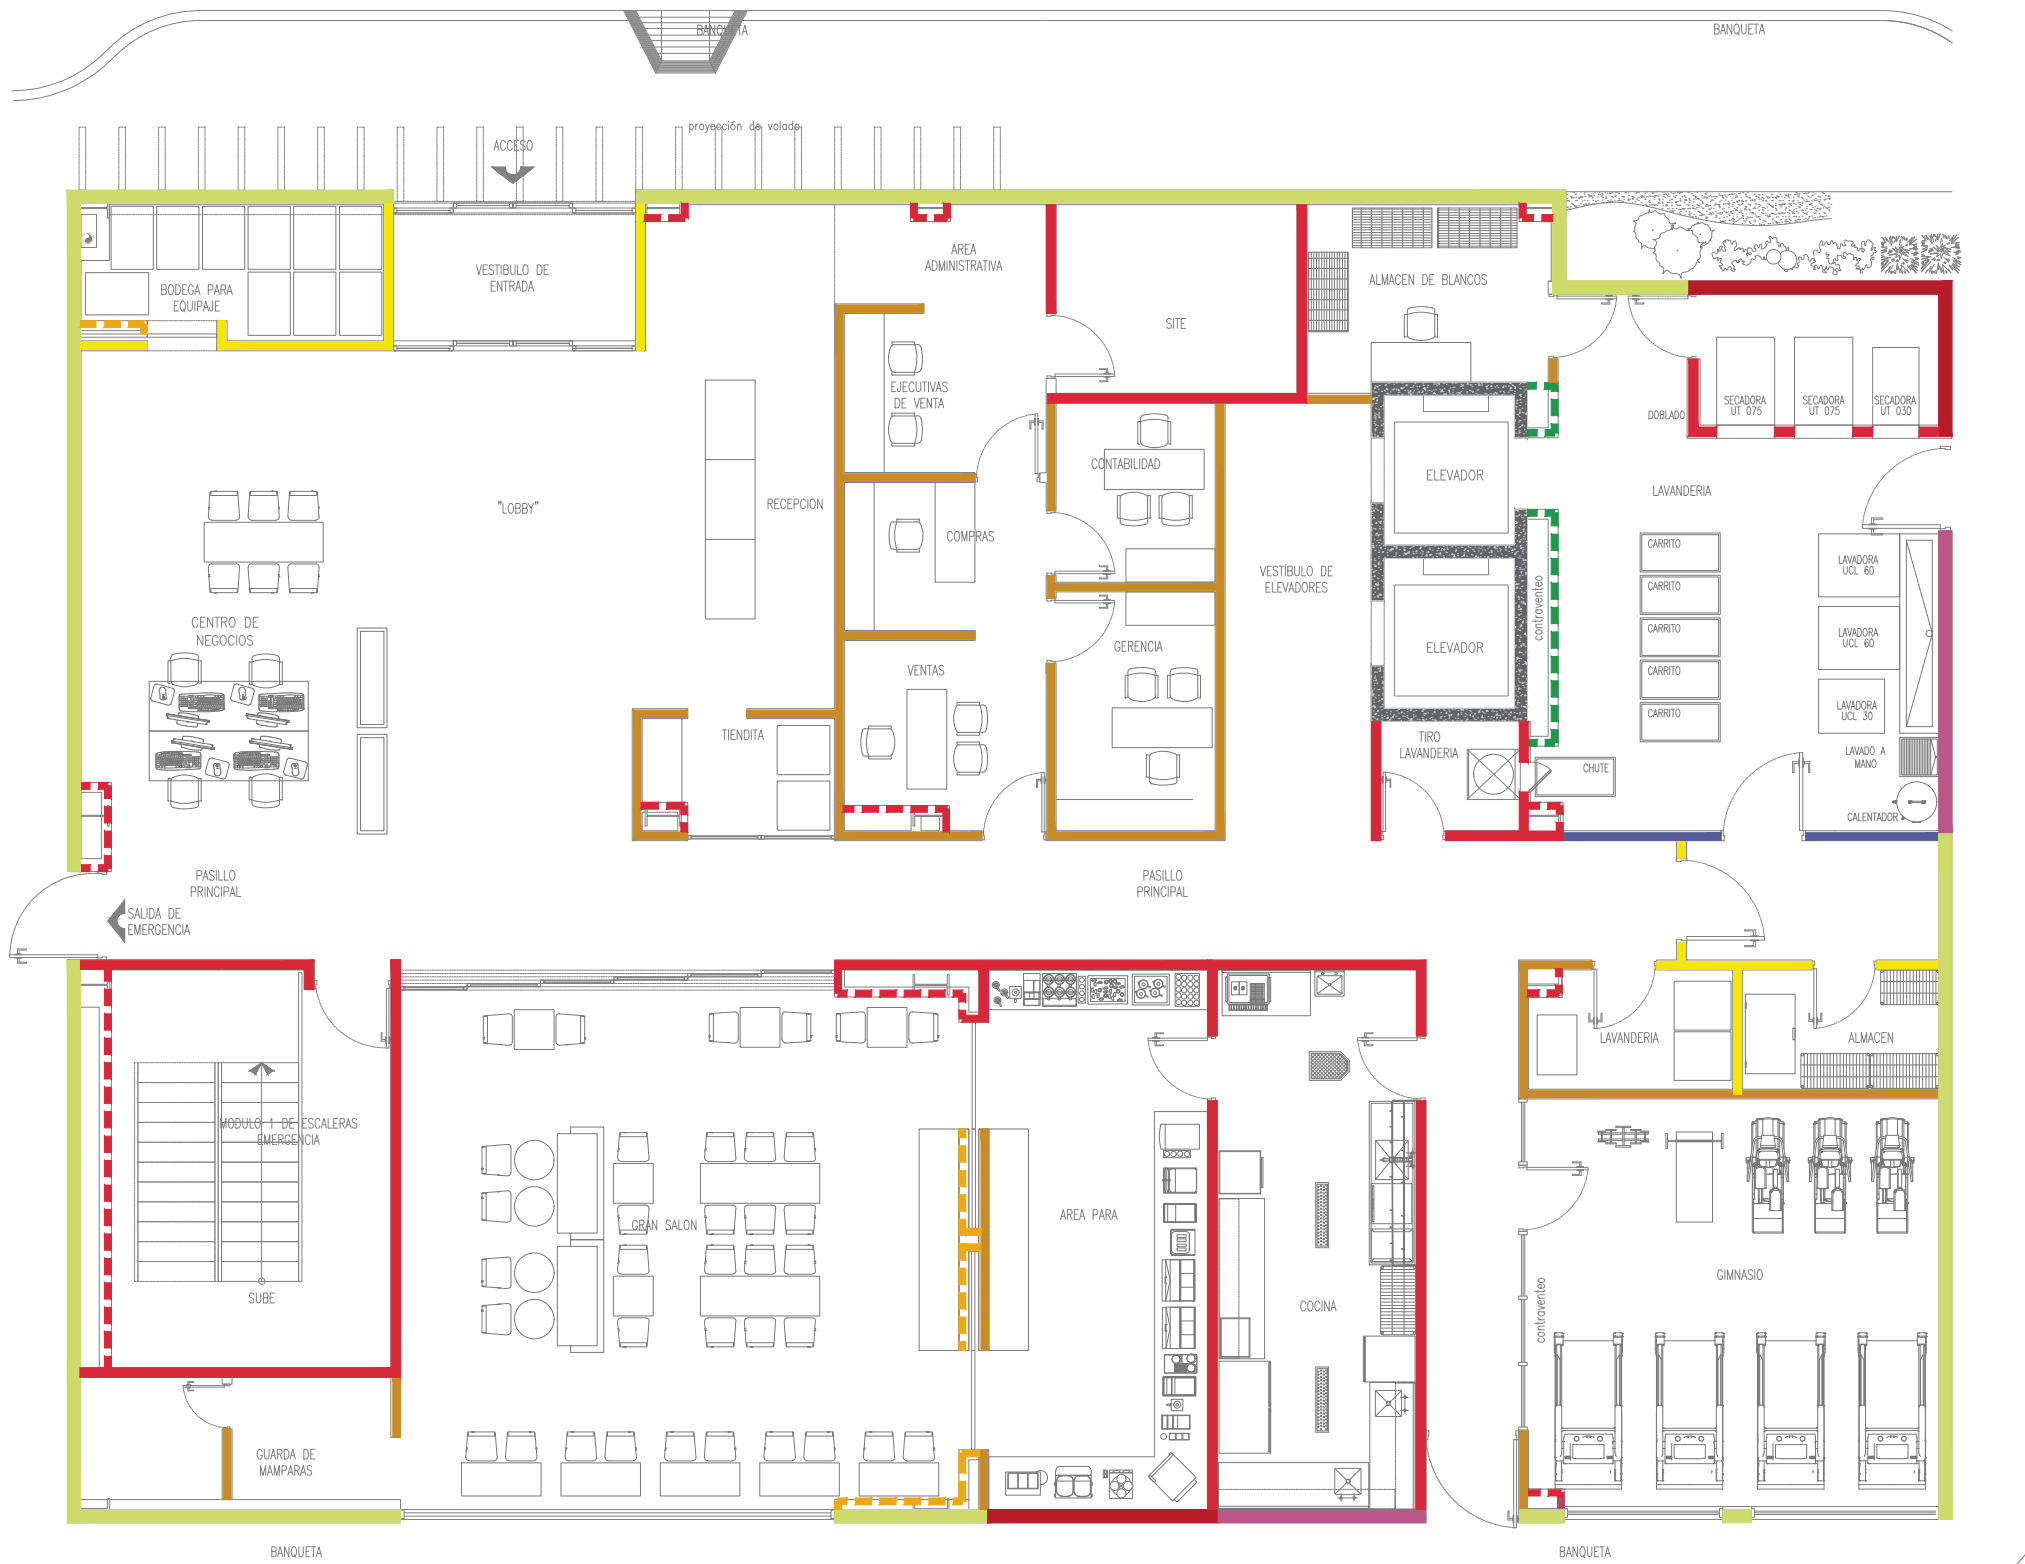 BANQUETA
BANQUETA
proyección de volado
ACCESO
AREA
ADMINISTRATIVA
VESTIBULO DE
ENTRADA
BODEGA PARA
EQUIPAJE
ALMACEN DE BLANCOS
SITE
EJECUTIVAS
DE VENTA
DOBLADO
SECADORA
UT 075
SECADORA
UT 075
SECADORA
UT 030
CONTABILIDAD
ELEVADOR
LAVANDERIA
"LOBBY"
RECEPCION
COMPRAS
CARRITO
CARRITO
CARRITO
CARRITO
CARRITO
LAVADORA
UCL 60
LAVADORA
UCL 60
LAVADORA
UCL 30
VESTÍBULO DE
ELEVADORES
contraventeo
CENTRO DE
NEGOCIOS
GERENCIA
ELEVADOR
VENTAS
TIENDITA
TIRO
LAVANDERIA
LAVADO A
MANO
CHUTE
CALENTADOR
PASILLO
PRINCIPAL
PASILLO
PRINCIPAL
SALIDA DE
EMERGENCIA
LAVANDERIA
ALMACEN
MODULO 1 DE ESCALERAS
EMERGENCIA
GRAN SALON
AREA PARA
GIMNASIO
SUBE
COCINA
contraventeo
GUARDA DE
MAMPARAS
BANQUETA
BANQUETA